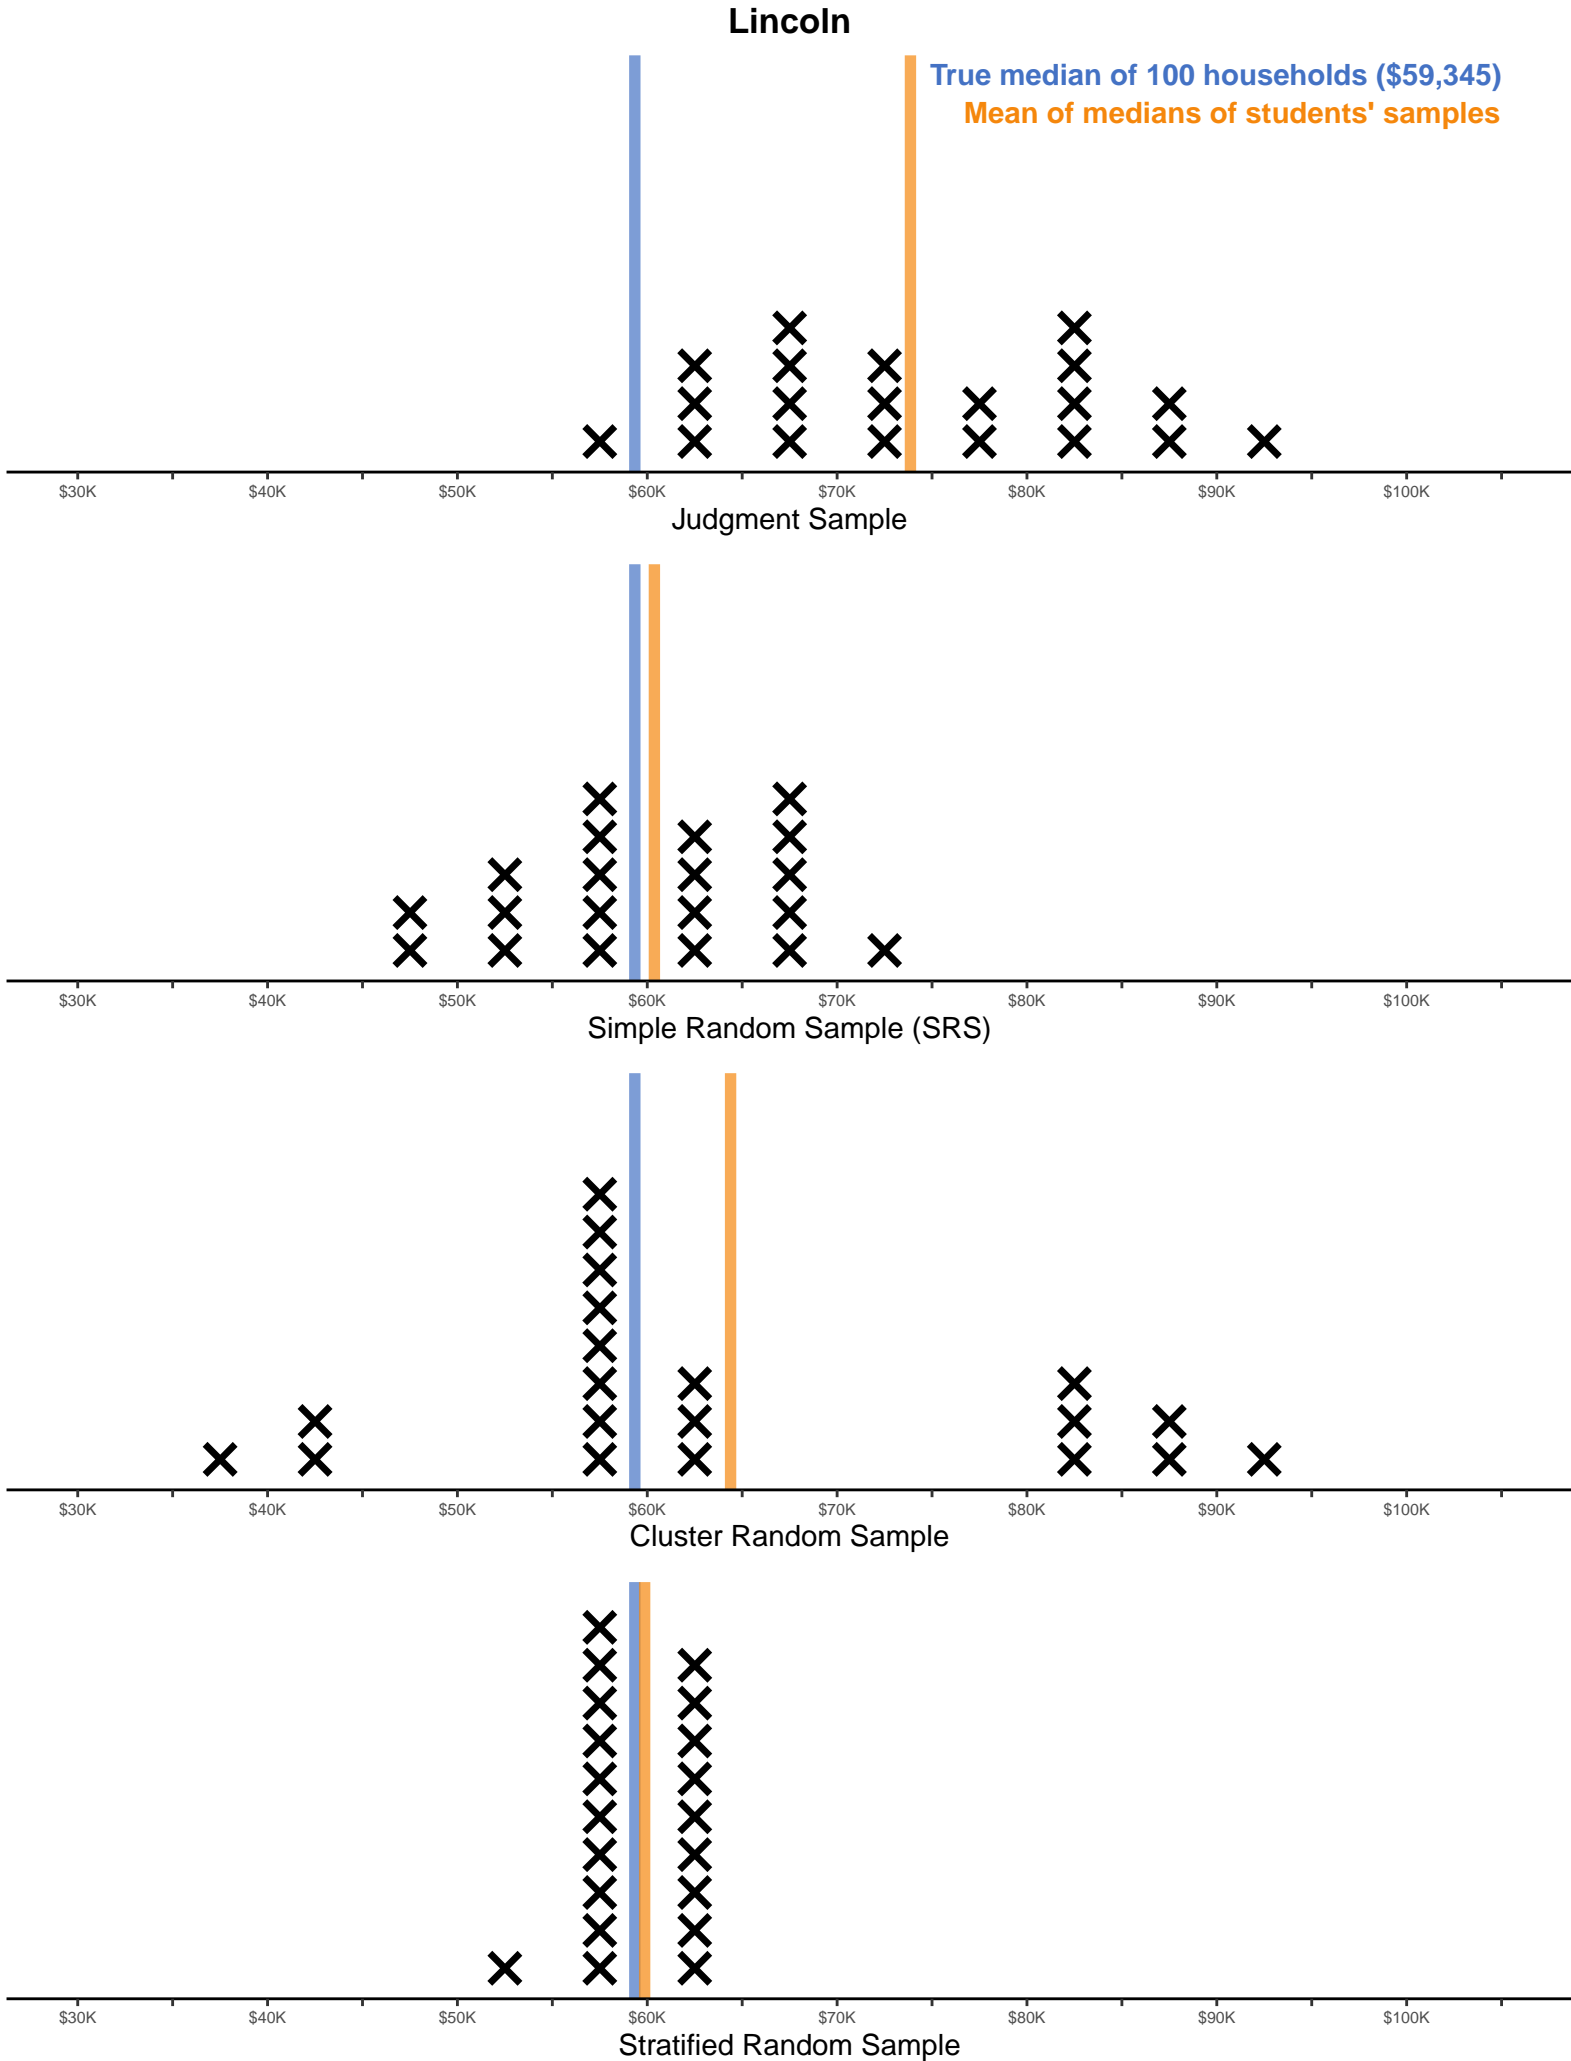 Lincoln
True median of 100 households ($59,345)
Mean of medians of students' samples
$30K $40K $50K $60K $70K $80K $90K $100K
Judgment Sample
$30K $40K $50K $60K $70K $80K $90K $100K
Simple Random Sample (SRS)
$30K $40K $50K $60K $70K $80K $90K $100K
Cluster Random Sample
$30K $40K $50K $60K $70K $80K $90K $100K
Stratified Random Sample